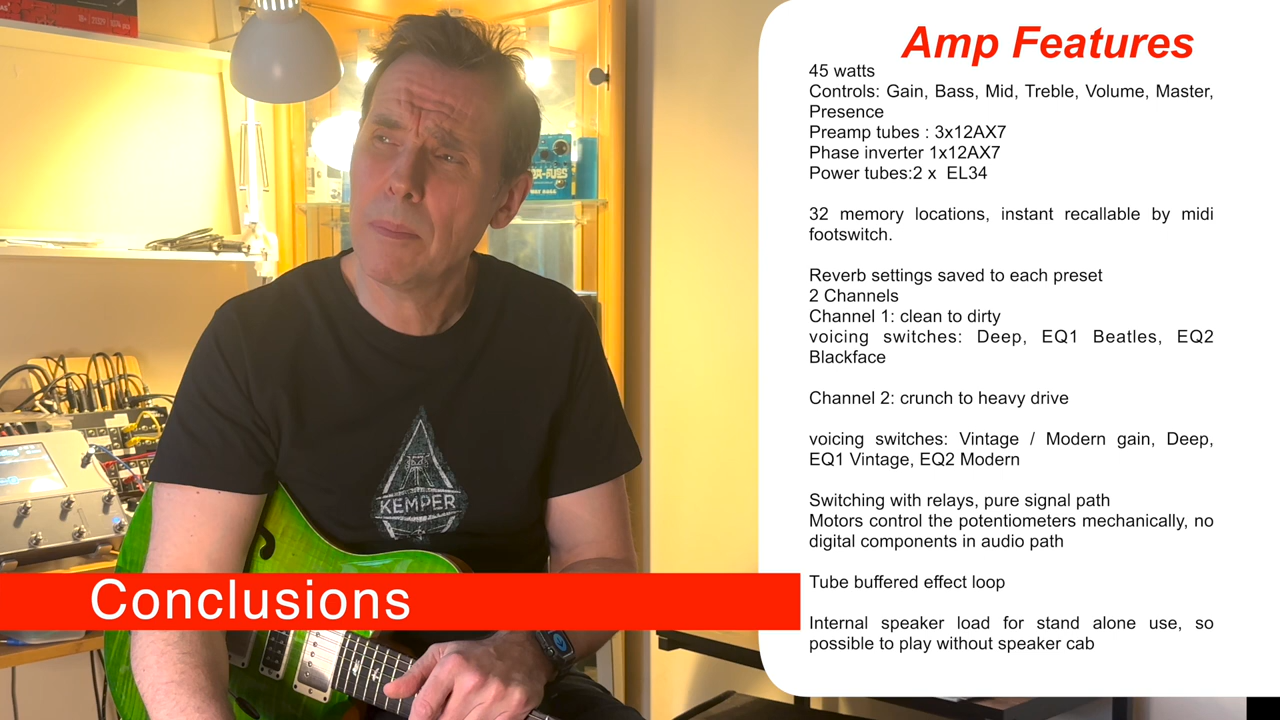 Amp Features
45 watts
Controls: Gain, Bass, Mid, Treble, Volume, Master,
Presence
Preamp tubes : 3x12AX7
Phase inverter 1x12AX7
Power tubes:2 x EL34
32 memory locations, instant recallable by midi
footswitch.
Reverb settings saved to each preset
2 Channels
Channel 1: clean to dirty
voicing switches: Deep, EQ1 Beatles, EQ2
Blackface
Channel 2: crunch to heavy drive
voicing switches: Vintage / Modern gain, Deep,
EQ1 Vintage, EQ2 Modern
Switching with relays, pure signal path
Motors control the potentiometers mechanically, no
digital components in audio path
Tube buffered effect loop
Internal speaker load for stand alone use, so
possible to play without speaker cab
KEMPER
Conclusions